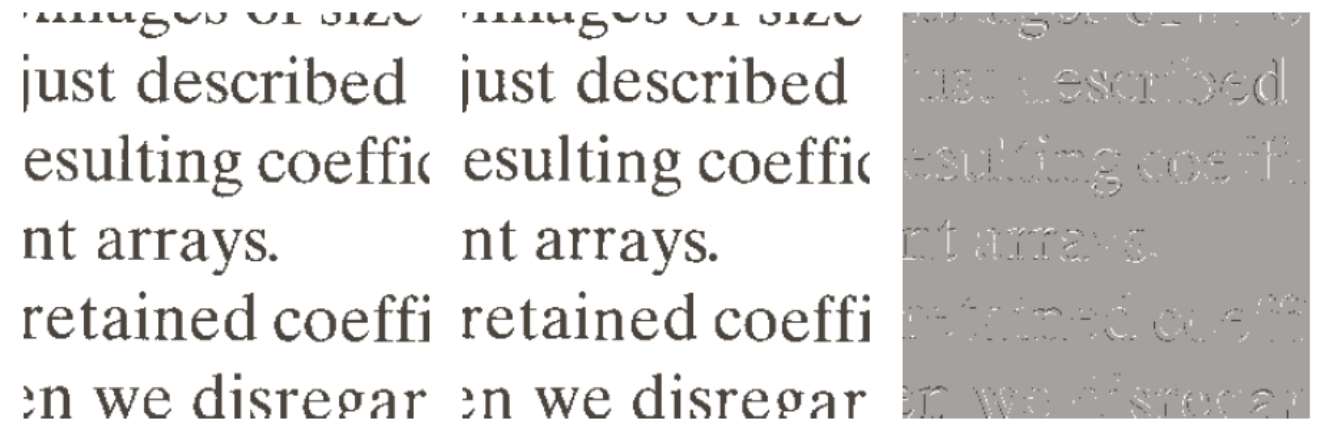 images of size
just described
esulting coeffic
nt arrays.
retained coeffi
en we disregar
images of size
just described
esulting coeffic
nt arrays.
retained coeffi
en we disregar
just described
esulting coeffi
nt arrays.
retained coeffi
en we disregar